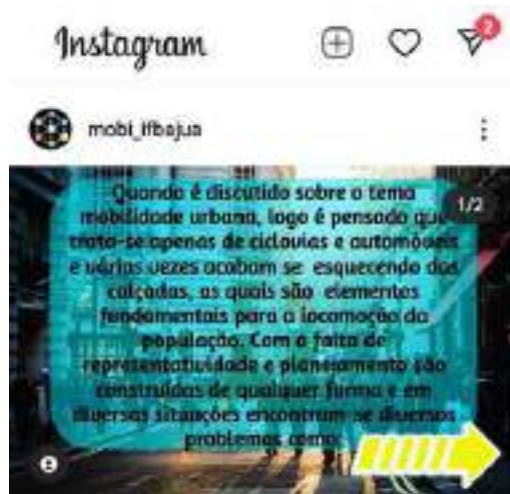 Instagram
2
mobi_ifbajua
1/2
Quando é discutido sobre o tema
mobilidade urbana, logo é pensado que
trata-se apenas de ciclovias e automóveis
e várias vezes acabam se esquecendo das
calçadas, as quais são elementos
fundamentais para a locomoção da
população. Com a falta de
representatividade e planejamento são
construídas de qualquer forma e em
diversas situações encontram-se diversos
problemas como: